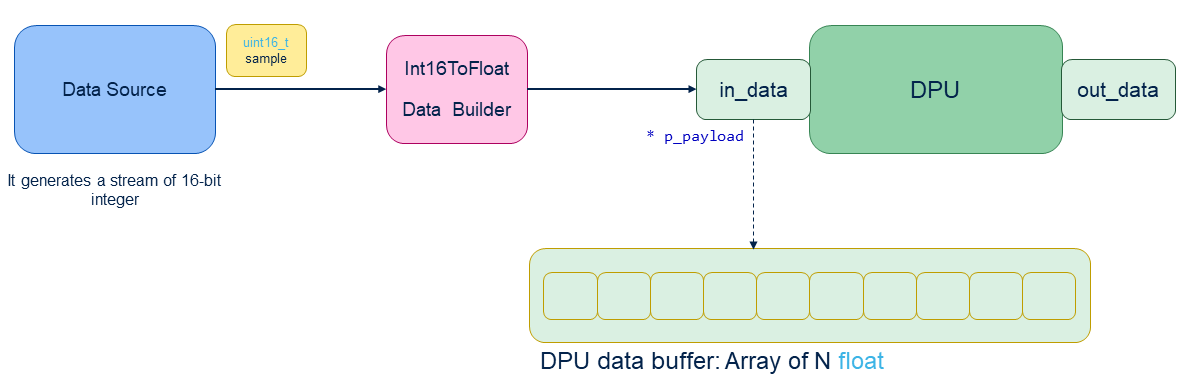 uint16_t
sample
Data Source
Int16ToFloat
Data Builder
in_data
DPU
out_data
* p_payload
It generates a stream of 16-bit
integer
DPU data buffer: Array of N float